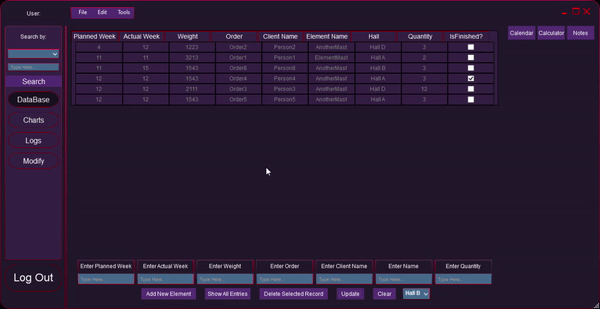 User:
File Edit Tools
Search by:
Type Here...
Search
DataBase
Charts
Logs
Modify
Log Out
Calendar Calculator Notes
Planned Week Actual Week Weight Order Client Name Element Name Hall Quantity IsFinished?
4 12 1223 Order2 Person2 AnotherMast Hall D 3
11 11 3213 Order1 Person1 ElementMast Hall A 2
11 15 1543 Order6 Person6 AnotherMast Hall B 3
12 12 1543 Order4 Person4 AnotherMast Hall A 3
12 12 2111 Order3 Person3 AnotherMast Hall D 12
12 12 1543 Order5 Person5 AnotherMast Hall A 3
Enter Planned Week Enter Actual Week Enter Weight Enter Order Enter Client Name Enter Name Enter Quantity
Type Here... Type Here... Type Here... Type Here... Type Here... Type Here... Type Here...
Add New Element Show All Entries Delete Selected Record Update Clear Hall B